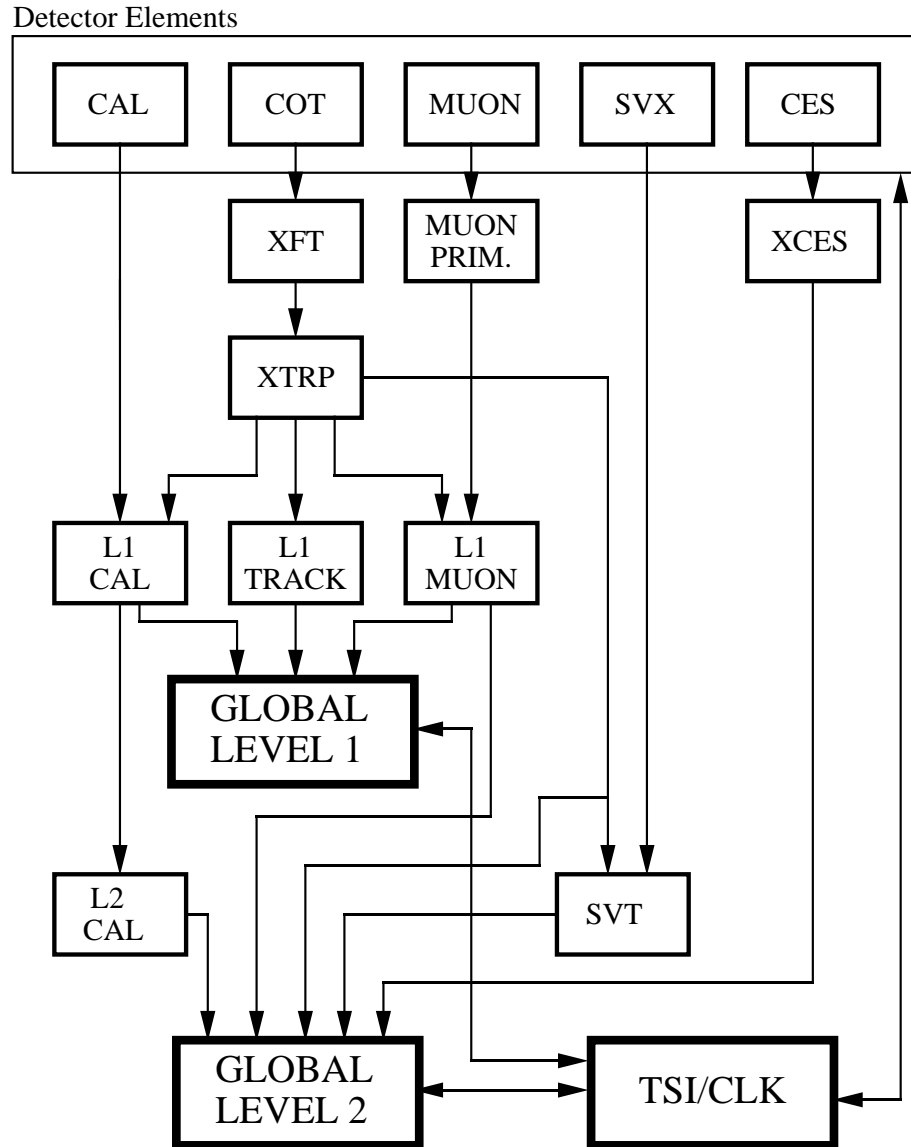 Detector Elements
CAL
COT
MUON
SVX
CES
XFT
MUON
PRIM.
XCES
XTRP
L1
CAL
L1
TRACK
L1
MUON
GLOBAL
LEVEL 1
L2
CAL
SVT
GLOBAL
LEVEL 2
TSI/CLK